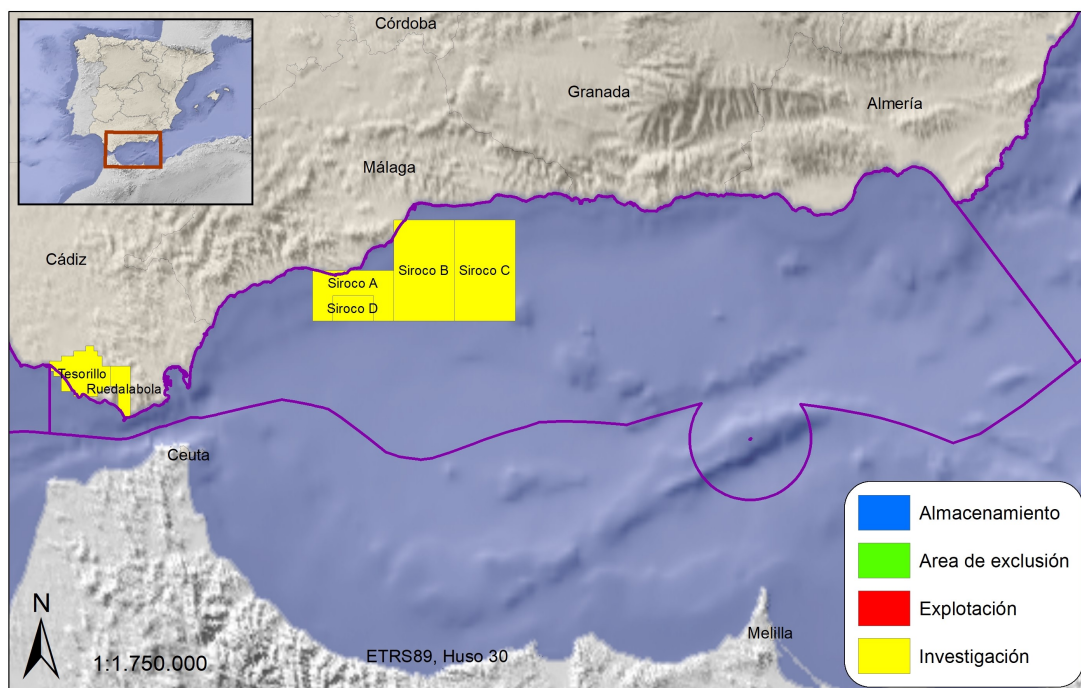 Córdoba
Granada
Almería
Málaga
Cádiz
Siroco B
Siroco C
Siroco A
Siroco D
Tesorillo
Ruedalabola
Ceuta
Almacenamiento
Area de exclusión
Explotación
Investigación
N
1:1.750.000
ETRS89, Huso 30
Melilla